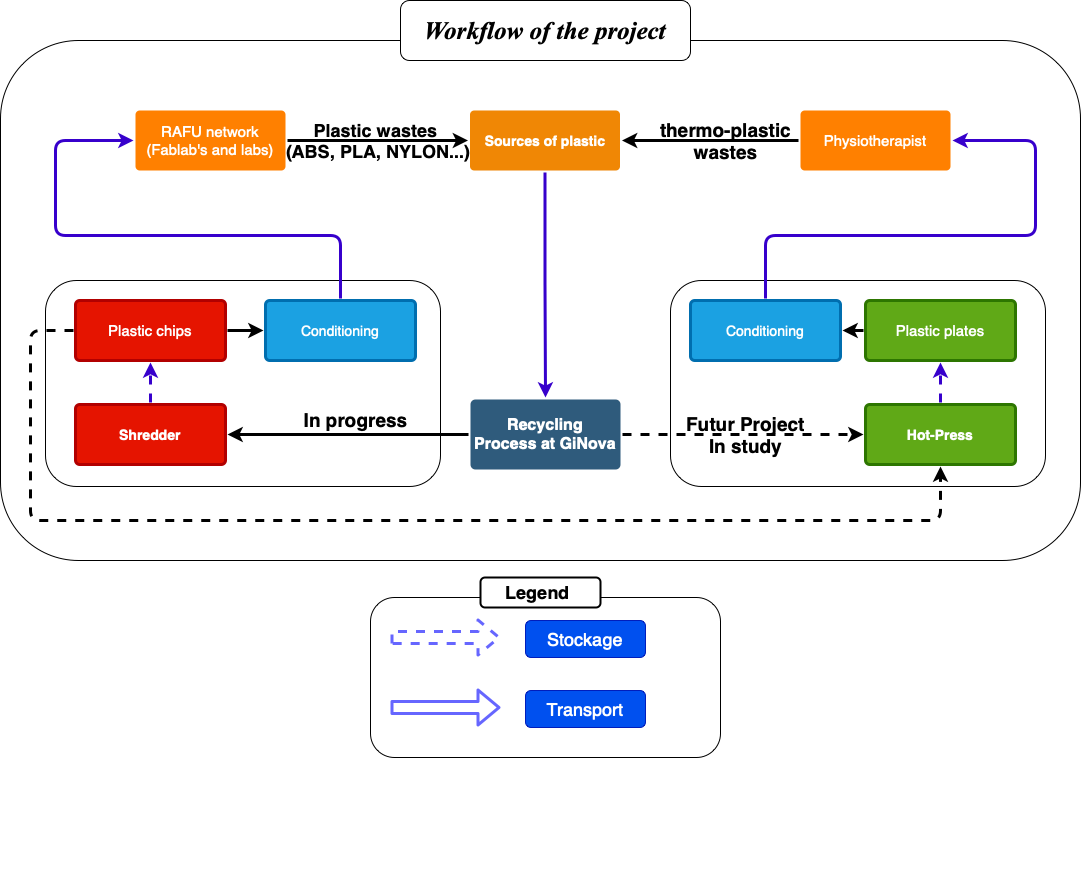 Workflow of the project
RAFU network
(Fablab's and labs)
Plastic wastes
(ABS, PLA, NYLON...)
Sources of plastic
thermo-plastic
wastes
Physiotherapist
Plastic chips
Conditioning
Conditioning
Plastic plates
Shredder
In progress
Recycling
Process at GiNova
Futur Project
In study
Hot-Press
Legend
Stockage
Transport